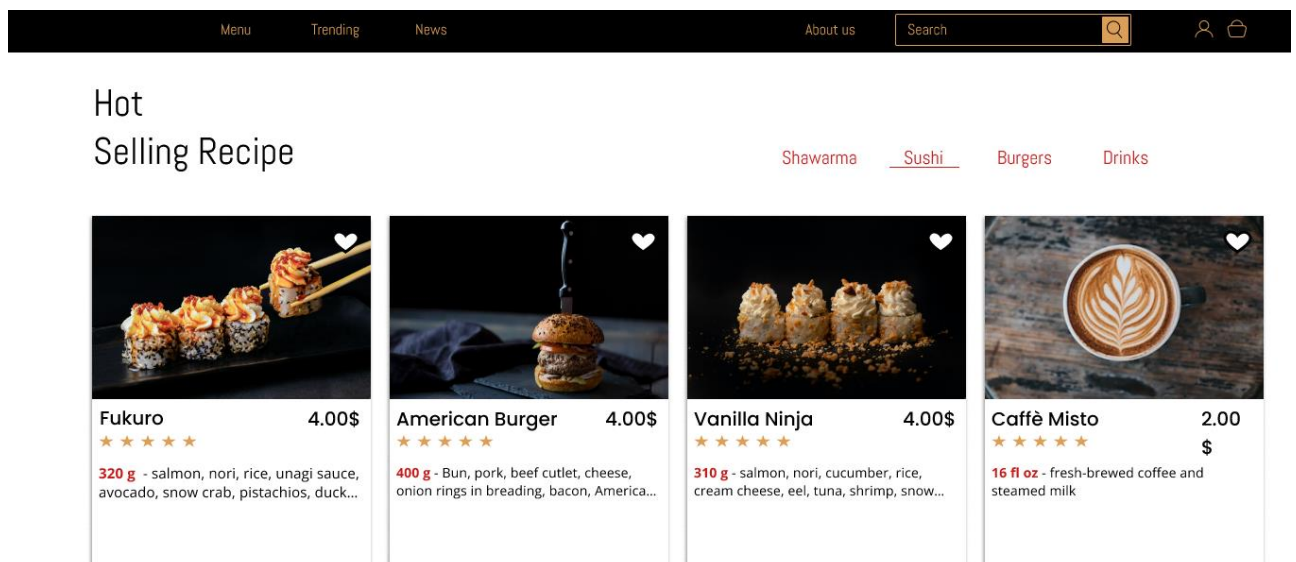 Menu Trending News About us Search
Hot
Selling Recipe
Shawarma Sushi Burgers Drinks
Fukuro 4.00$
320 g - salmon, nori, rice, unagi sauce,
avocado, snow crab, pistachios, duck...
American Burger 4.00$
400 g - Bun, pork, beef cutlet, cheese,
onion rings in breading, bacon, America...
Vanilla Ninja 4.00$
310 g - salmon, nori, cucumber, rice,
cream cheese, eel, tuna, shrimp, snow...
Caffè Misto 2.00
$
16 fl oz - fresh-brewed coffee and
steamed milk